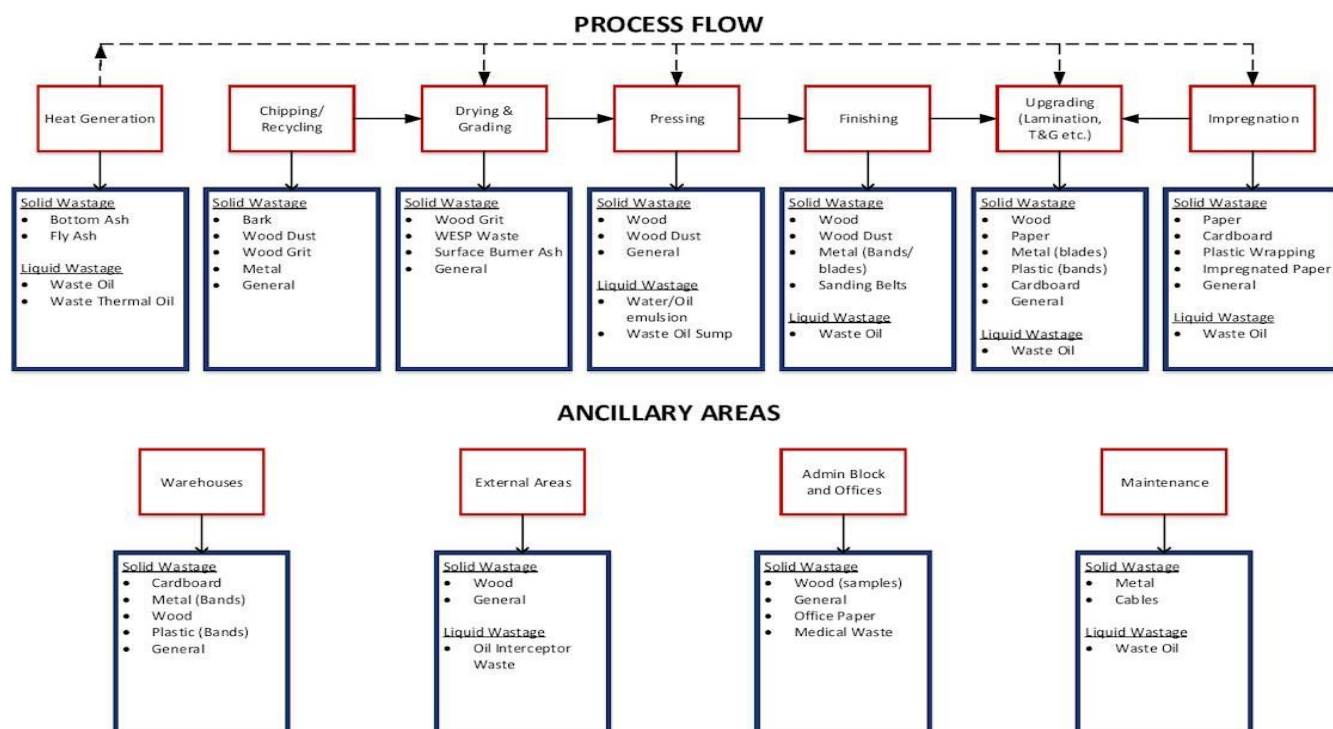 PROCESS FLOW
Heat Generation
Chipping/
Recycling
Drying &
Grading
Pressing
Finishing
Upgrading
(Lamination,
T&G etc.)
Impregnation
Solid Wastage
• Bottom Ash
• Fly Ash
Liquid Wastage
• Waste Oil
• Waste Thermal Oil
Solid Wastage
• Bark
• Wood Dust
• Wood Grit
• Metal
• General
Solid Wastage
• Wood Grit
• WESP Waste
• Surface Burner Ash
• General
Solid Wastage
• Wood
• Wood Dust
• General
Liquid Wastage
• Water/Oil
emulsion
• Waste Oil Sump
Solid Wastage
• Wood
• Wood Dust
• Metal (Bands/
blades)
• Sanding Belts
Liquid Wastage
• Waste Oil
Solid Wastage
• Wood
• Paper
• Metal (blades)
• Plastic (bands)
• Cardboard
• General
Liquid Wastage
• Waste Oil
Solid Wastage
• Paper
• Cardboard
• Plastic Wrapping
• Impregnated Paper
• General
Liquid Wastage
• Waste Oil
ANCILLARY AREAS
Warehouses
External Areas
Admin Block
and Offices
Maintenance
Solid Wastage
• Cardboard
• Metal (Bands)
• Wood
• Plastic (Bands)
• General
Solid Wastage
• Wood
• General
Liquid Wastage
• Oil Interceptor
Waste
Solid Wastage
• Wood (samples)
• General
• Office Paper
• Medical Waste
Solid Wastage
• Metal
• Cables
Liquid Wastage
• Waste Oil